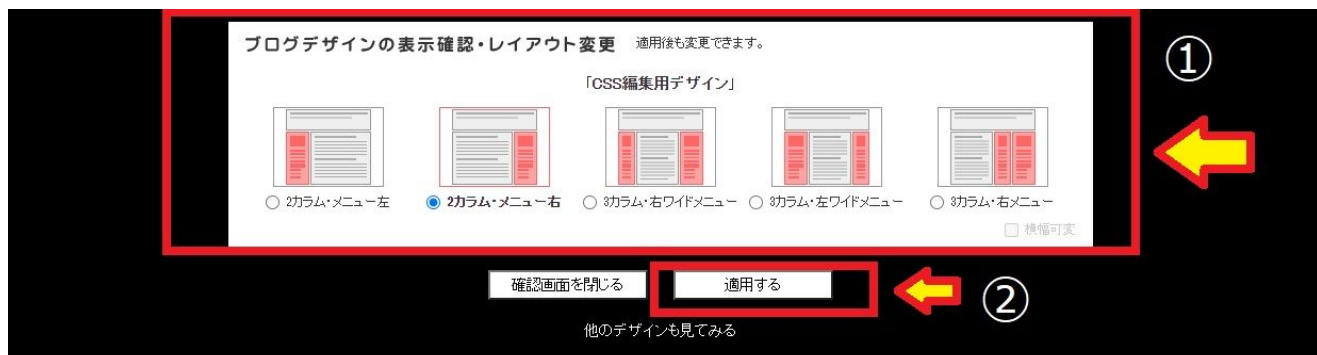 ブログデザインの表示確認・レイアウト変更 適用後も変更できます。
①
「CSS編集用デザイン」
2カラム・メニュー左 2カラム・メニュー右 3カラム・右ワイドメニュー 3カラム・左ワイドメニュー 3カラム・右メニュー
横幅可変
確認画面を閉じる 適用する
②
他のデザインも見てみる